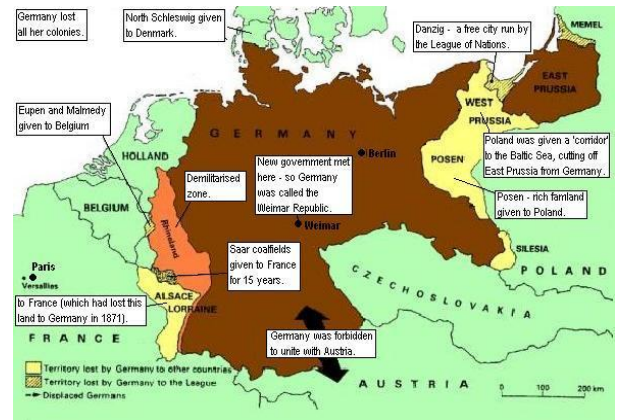 Germany lost
all her colonies.
North Schleswig given
to Denmark.
Danzig - a free city run by
the League of Nations.
MEMEL
EAST
PRUSSIA
WEST
PRUSSIA
Eupen and Malmedy
given to Belgium
GERMANY
Berlin
Poland was given a 'corridor'
to the Baltic Sea, cutting off
East Prussia from Germany.
HOLLAND
New government met
here - so Germany
was called the
Weimar Republic.
POSEN
Demilitarised
zone.
Posen - rich famland
given to Poland.
BELGIUM
Rhineland
Weimar
SILESIA
POLAND
Saar coalfields
given to France
for 15 years.
Paris
Versailles
CZECHOSLOVAKIA
ALSACE
LORRAINE
to France (which had lost this
land to Germany in 1871).
FRANCE
Germany was forbidden
to unite with Austria.
AUSTRIA
Territory lost by Germany to other countries
Territory lost by Germany to the League
Displaced Germans
0 100 200 km